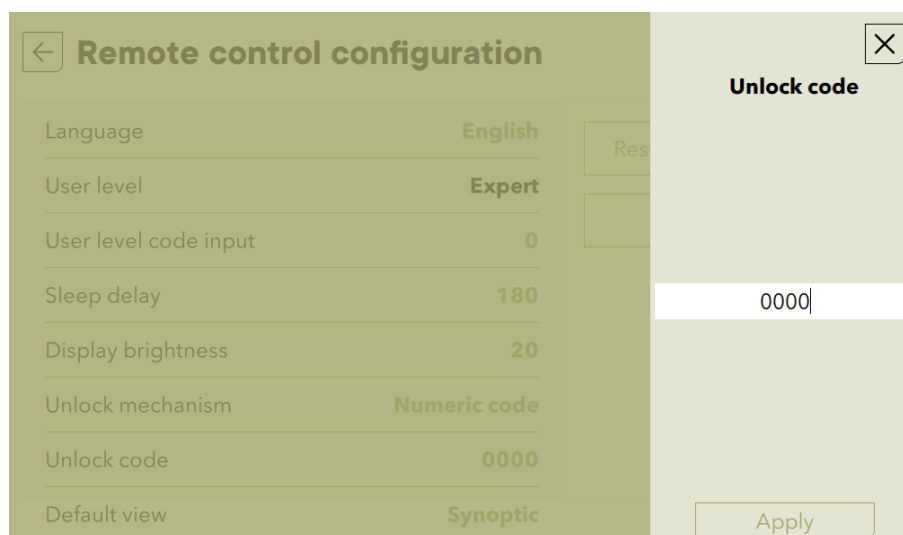 Remote control configuration
Language English
User level Expert
User level code input 0
Sleep delay 180
Display brightness 20
Unlock mechanism Numeric code
Unlock code 0000
Default view Synoptic
Res
Unlock code
0000
Apply